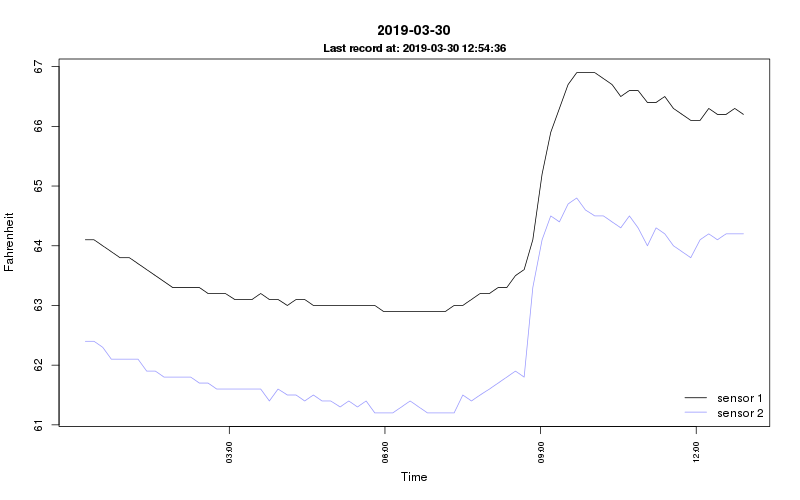 2019-03-30
Last record at: 2019-03-30 12:54:36
67
66
65
64
63
62
61
Fahrenheit
03:00
06:00
09:00
12:00
Time
sensor 1
sensor 2